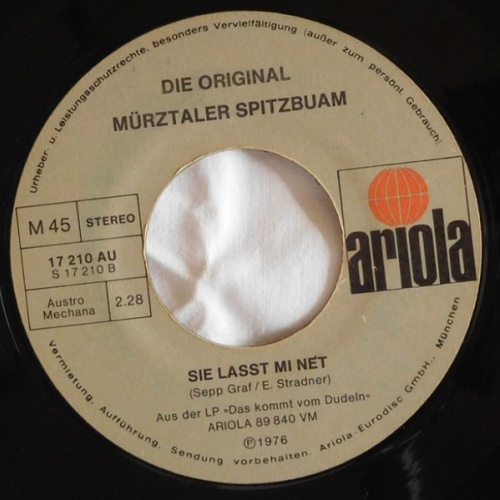 Urheber- u. Leistungsschutzrechte, besonders Vervielfältigung (außer zum persönl. Gebrauch)
DIE ORIGINAL
MÜRZTALER SPITZBUAM
M 45 STEREO
17 210 AU
S 17 210 B
Austro
Mechana
2.28
ariola
SIE LASST MI NET
(Sepp Graf / E. Stradner)
Aus der LP »Das kommt vom Dudeln«
ARIOLA 89 840 VM
℗ 1976
Vermietung, Aufführung, Sendung vorbehalten. Ariola-Eurodisc GmbH., München